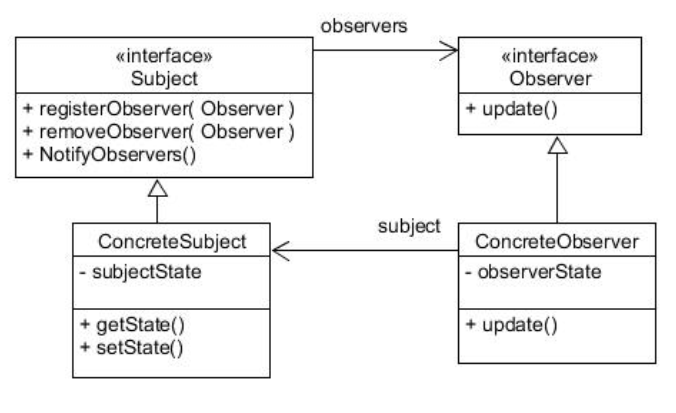 observers
«interface»
Subject
+ registerObserver( Observer )
+ removeObserver( Observer )
+ NotifyObservers()
«interface»
Observer
+ update()
subject
ConcreteSubject
- subjectState
+ getState()
+ setState()
ConcreteObserver
- observerState
+ update()